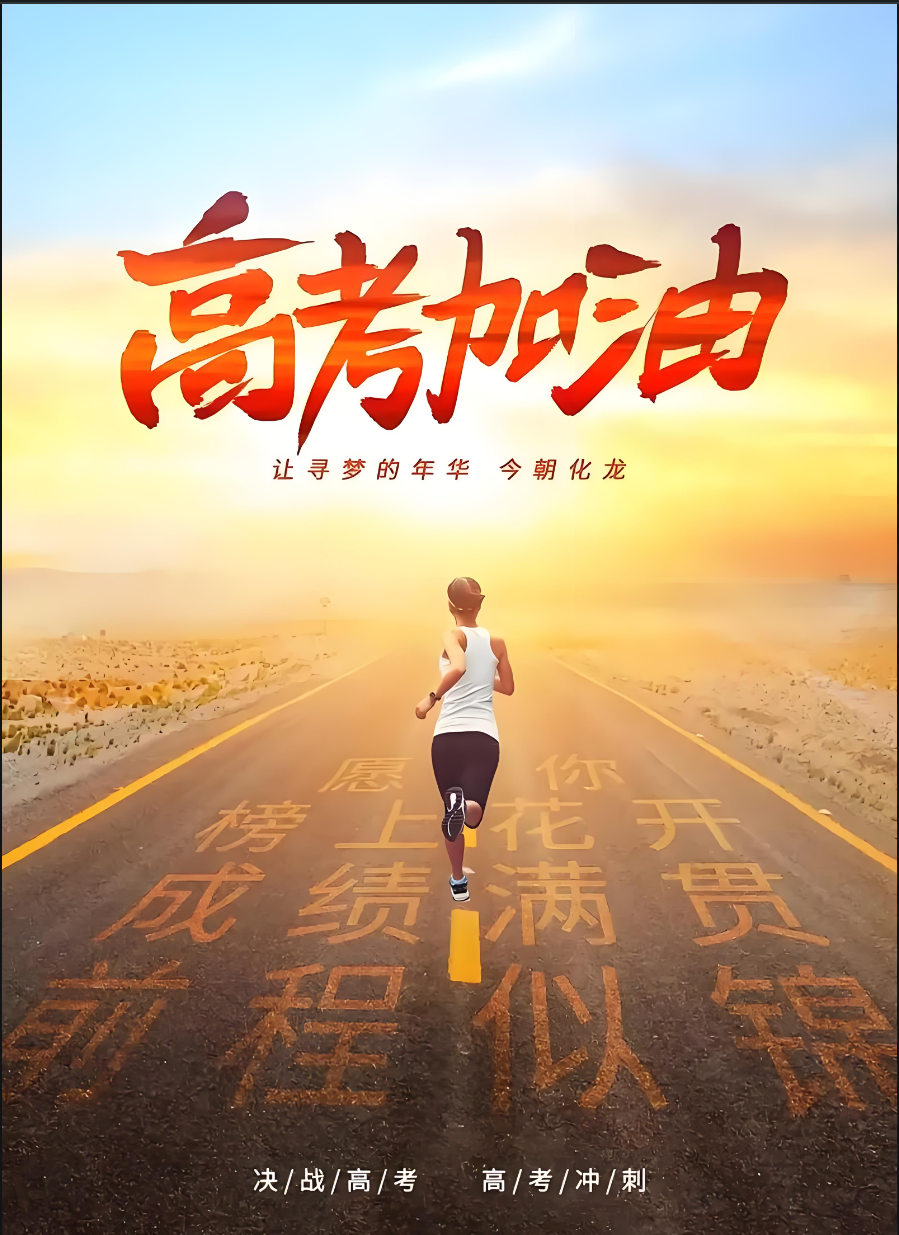 高考加油
让寻梦的年华 今朝化龙
愿你
榜上花开
成绩满贯
前程似锦
决/战/高/考 高/考/冲/刺